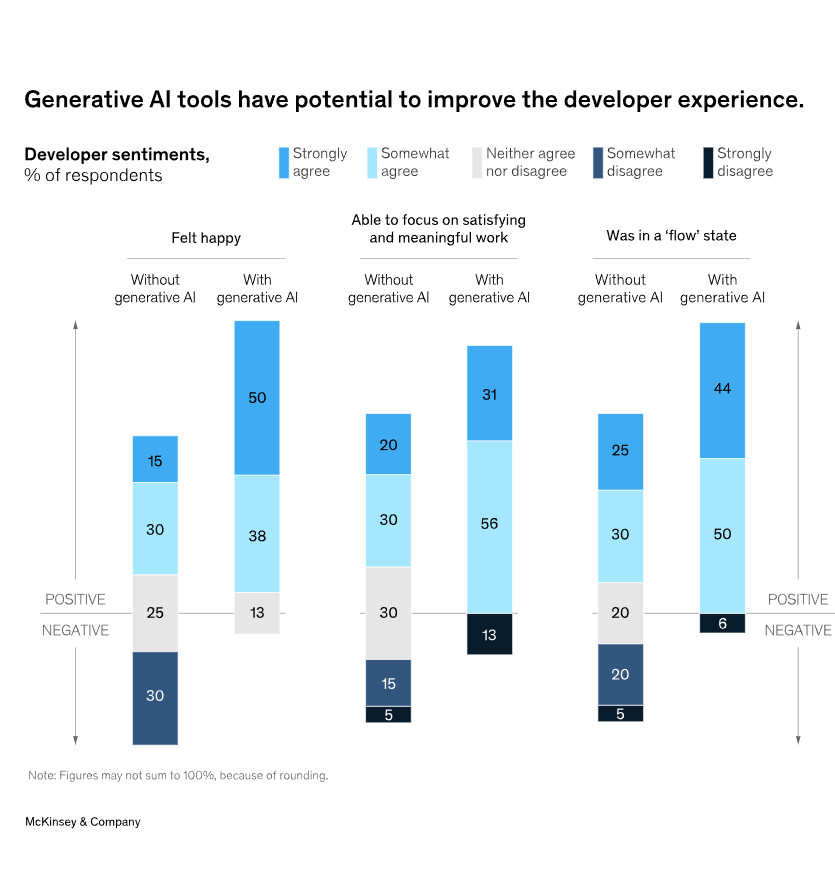 Generative AI tools have potential to improve the developer experience.
Developer sentiments,
% of respondents
Strongly
agree
Somewhat
agree
Neither agree
nor disagree
Somewhat
disagree
Strongly
disagree
Felt happy
Able to focus on satisfying
and meaningful work
Was in a ‘flow’ state
Without
generative AI
With
generative AI
Without
generative AI
With
generative AI
Without
generative AI
With
generative AI
15
30
25
30
50
38
13
20
30
30
15
5
31
56
13
25
30
20
20
5
44
50
6
POSITIVE
NEGATIVE
POSITIVE
NEGATIVE
Note: Figures may not sum to 100%, because of rounding.
McKinsey & Company